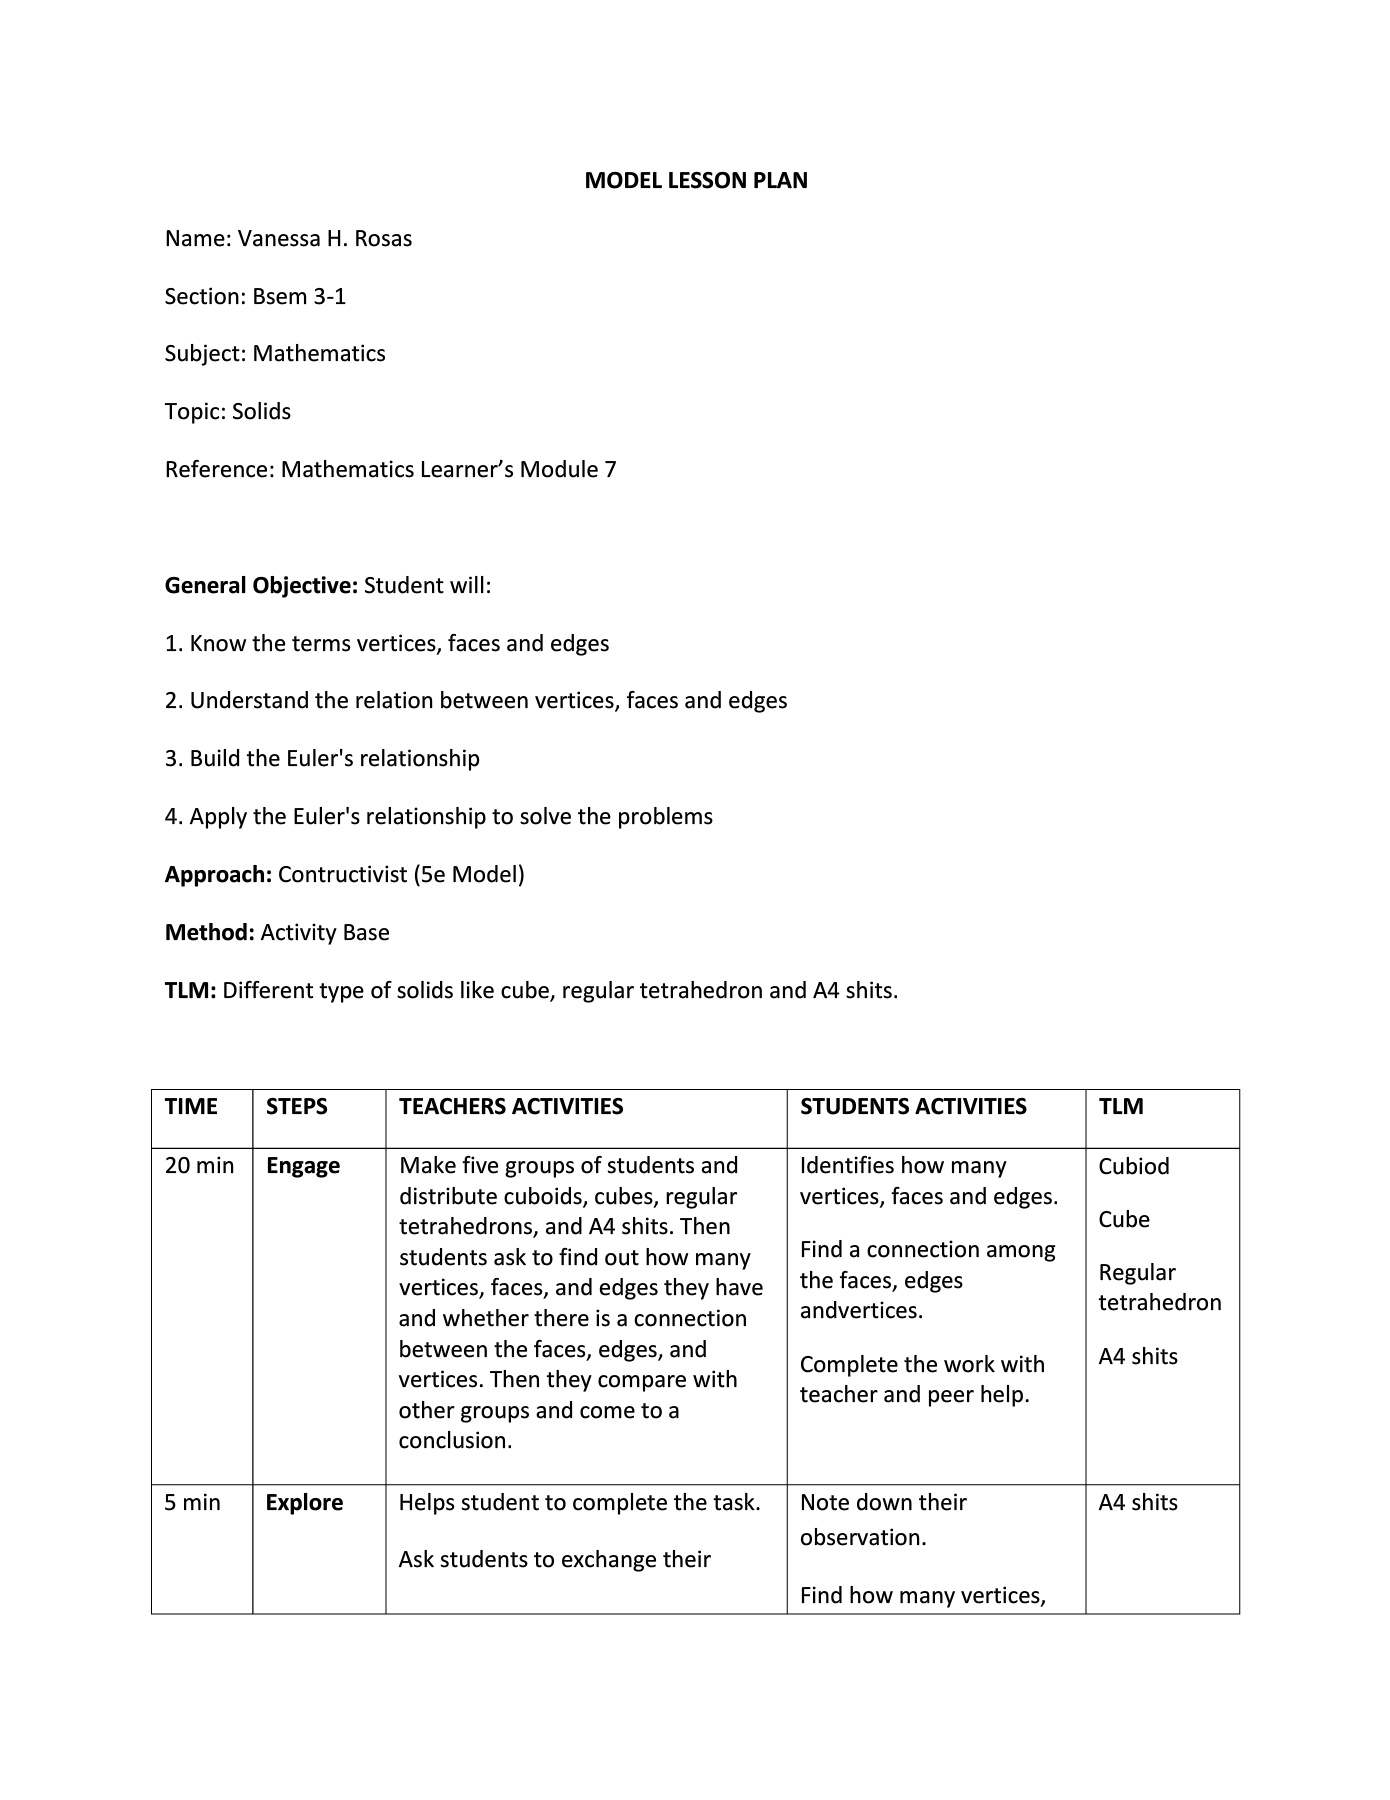 MODEL LESSON PLAN
Name: Vanessa H. Rosas
Section: Bsem 3-1
Subject: Mathematics
Topic: Solids
Reference: Mathematics Learner’s Module 7
General Objective: Student will:
1. Know the terms vertices, faces and edges
2. Understand the relation between vertices, faces and edges
3. Build the Euler's relationship
4. Apply the Euler's relationship to solve the problems
Approach: Contructivist (5e Model)
Method: Activity Base
TLM: Different type of solids like cube, regular tetrahedron and A4 shits.
TIME
STEPS
TEACHERS ACTIVITIES
STUDENTS ACTIVITIES
TLM
20 min
Engage
Make five groups of students and
distribute cuboids, cubes, regular
tetrahedrons, and A4 shits. Then
students ask to find out how many
vertices, faces, and edges they have
and whether there is a connection
between the faces, edges, and
vertices. Then they compare with
other groups and come to a
conclusion.
Identifies how many
vertices, faces and edges.
Find a connection among
the faces, edges
andvertices.
Complete the work with
teacher and peer help.
Cubiod
Cube
Regular
tetrahedron
A4 shits
5 min
Explore
Helps student to complete the task.
Ask students to exchange their
Note down their
observation.
Find how many vertices,
A4 shits